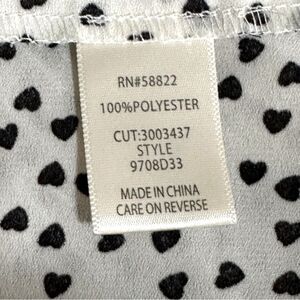 RN#58822
100%POLYESTER
CUT:3003437
STYLE
9708D33
MADE IN CHINA
CARE ON REVERSE